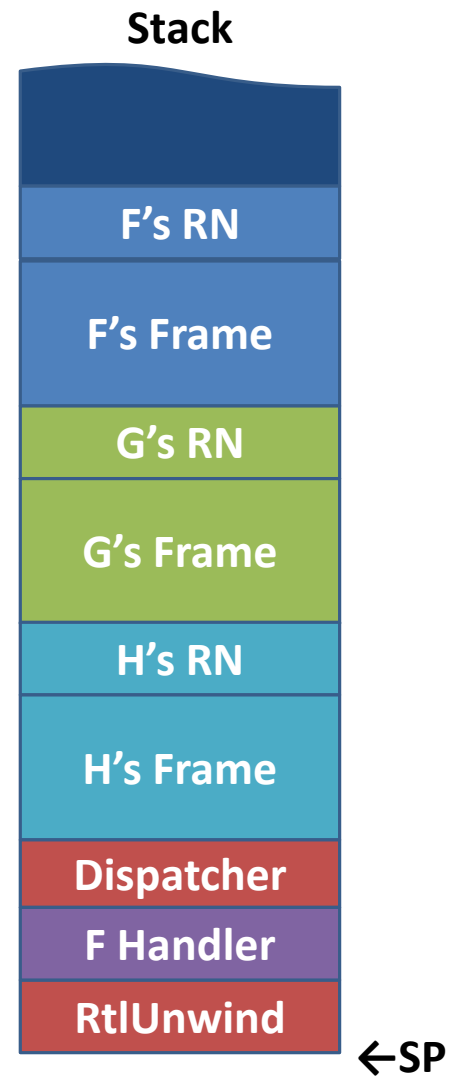 Stack
F’s RN
F’s Frame
G’s RN
G’s Frame
H’s RN
H’s Frame
Dispatcher
F Handler
RtlUnwind
←SP